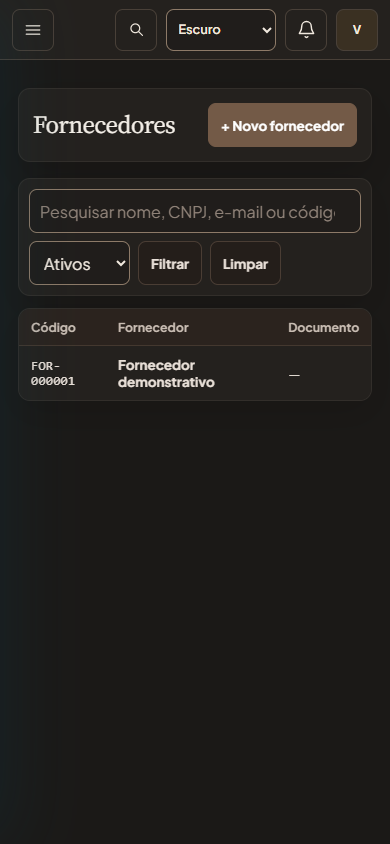 Escuro
V
Fornecedores
+ Novo fornecedor
Pesquisar nome, CNPJ, e-mail ou códig
Ativos
Filtrar
Limpar
Código Fornecedor Documento
FOR-
000001
Fornecedor
demonstrativo
—